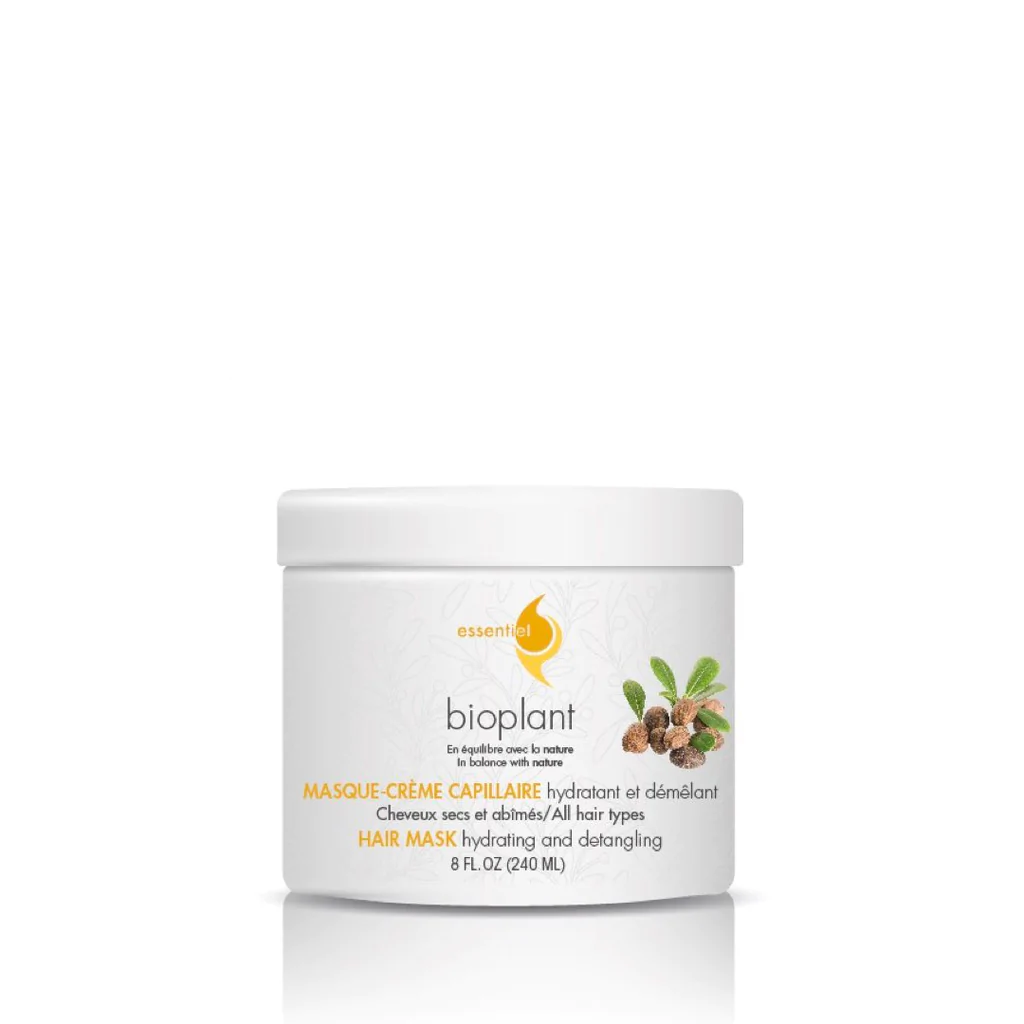 essentiel
bioplant
En équilibre avec la nature
In balance with nature
MASQUE-CRÈME CAPILLAIRE hydratant et démêlant
Cheveux secs et abîmés/All hair types
HAIR MASK hydrating and detangling
8 FL.OZ (240 ML)